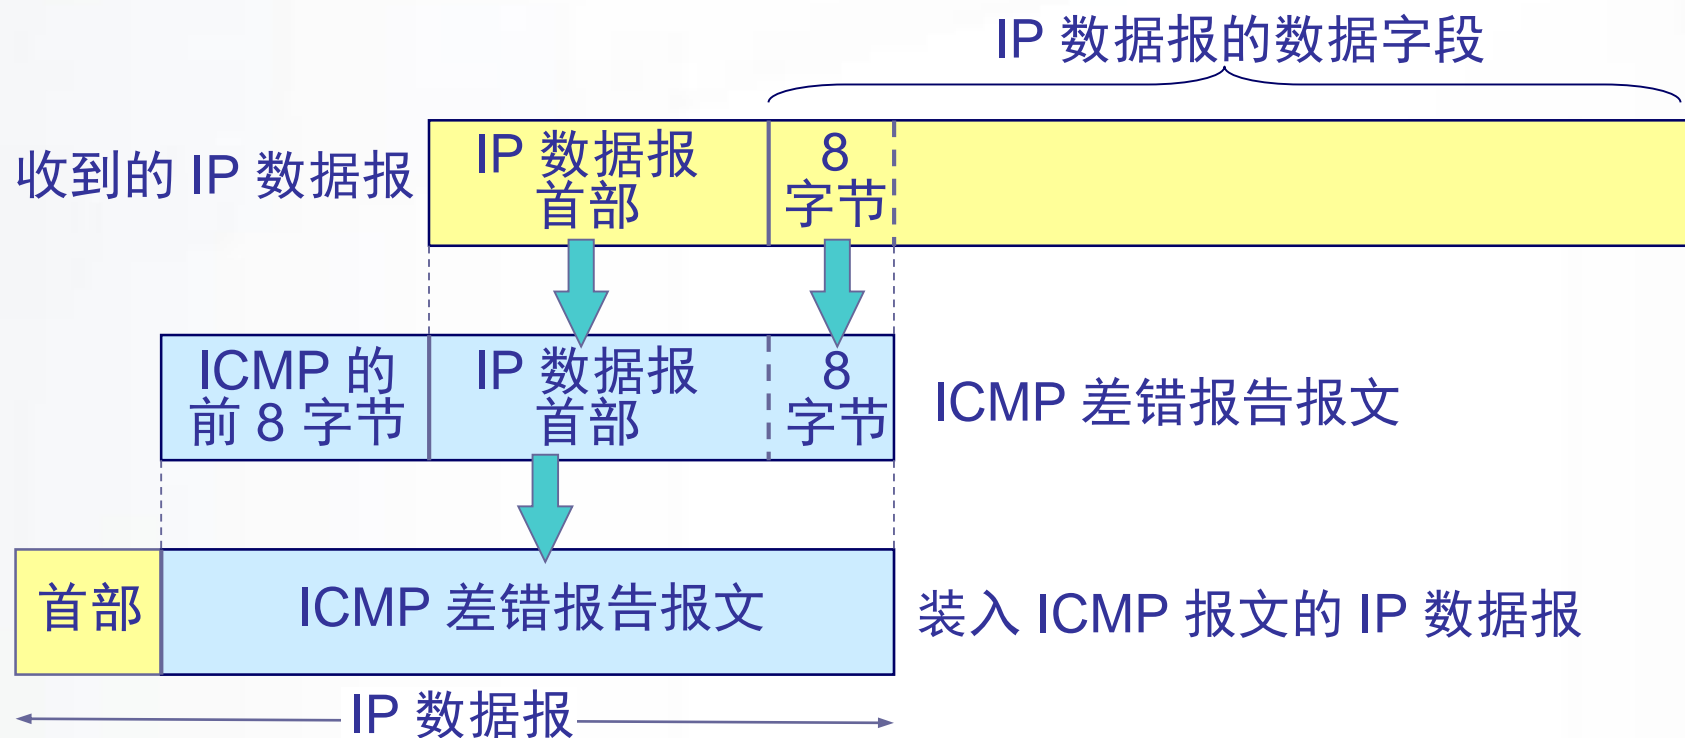 IP 数据报的数据字段
收到的 IP 数据报
IP 数据报
首部
8
字节
ICMP 的
前 8 字节
IP 数据报
首部
8
字节
ICMP 差错报告报文
首部
ICMP 差错报告报文
装入 ICMP 报文的 IP 数据报
IP 数据报